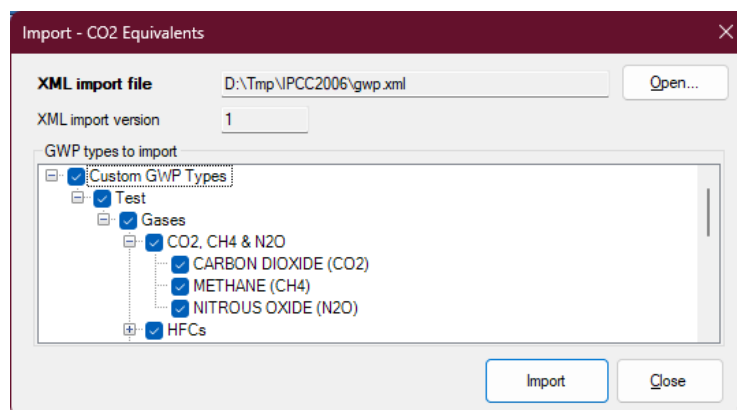 Import - CO2 Equivalents
XML import file D:\Tmp\IPCC2006\gwp.xml Open...
XML import version 1
GWP types to import
Custom GWP Types
Test
Gases
CO2, CH4 & N2O
CARBON DIOXIDE (CO2)
METHANE (CH4)
NITROUS OXIDE (N2O)
HFCs
Import Close